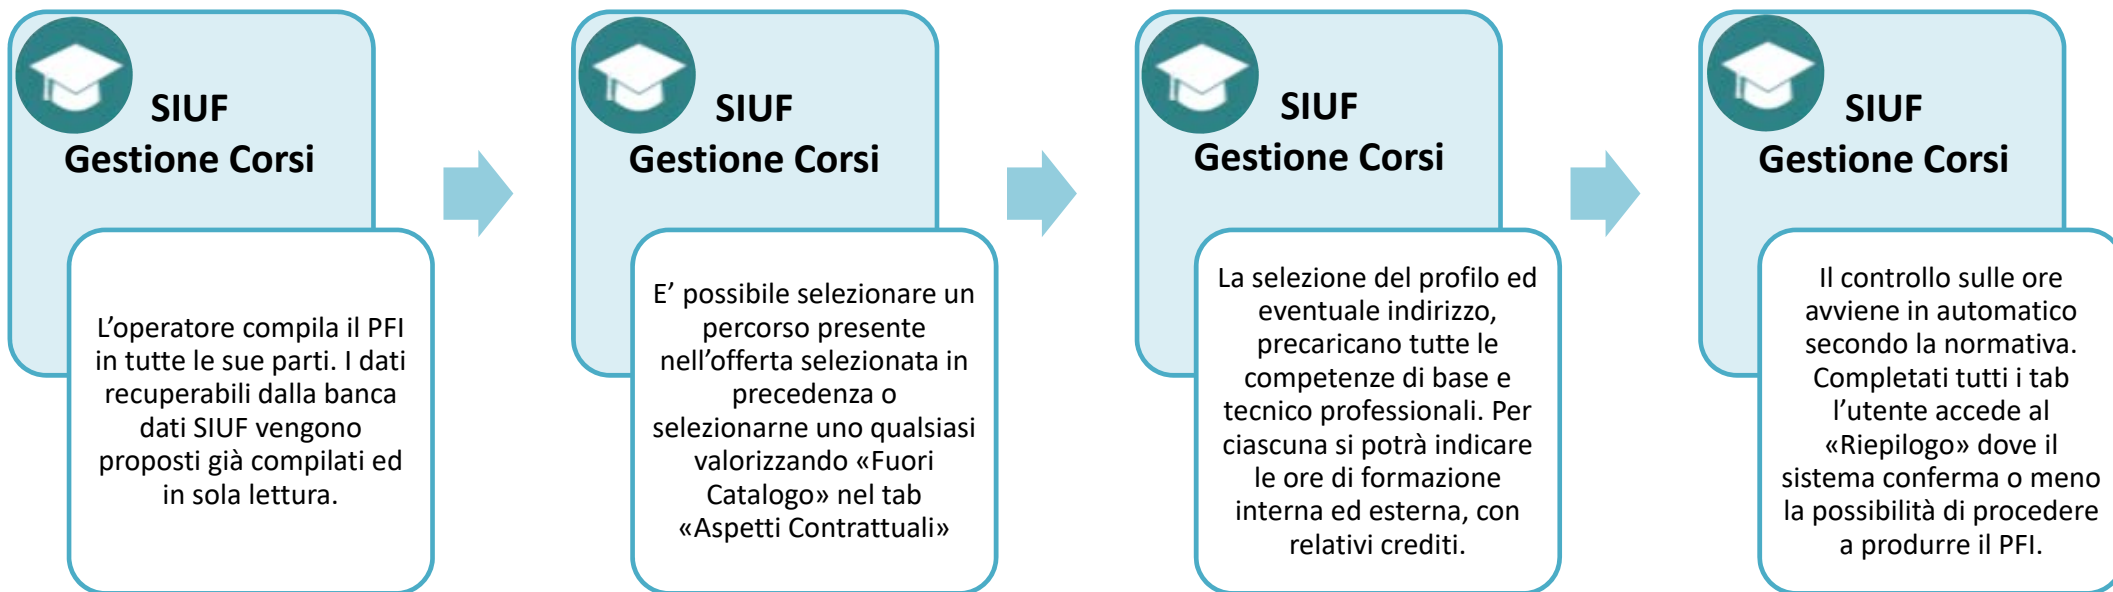 SIUF
Gestione Corsi
L’operatore compila il PFI
in tutte le sue parti. I dati
recuperabili dalla banca
dati SIUF vengono
proposti già compilati ed
in sola lettura.
SIUF
Gestione Corsi
E’ possibile selezionare un
percorso presente
nell’offerta selezionata in
precedenza o
selezionarne uno qualsiasi
valorizzando «Fuori
Catalogo» nel tab
«Aspetti Contrattuali»
SIUF
Gestione Corsi
La selezione del profilo ed
eventuale indirizzo,
precaricano tutte le
competenze di base e
tecnico professionali. Per
ciascuna si potrà indicare
le ore di formazione
interna ed esterna, con
relativi crediti.
SIUF
Gestione Corsi
Il controllo sulle ore
avviene in automatico
secondo la normativa.
Completati tutti i tab
l’utente accede al
«Riepilogo» dove il
sistema conferma o meno
la possibilità di procedere
a produrre il PFI.